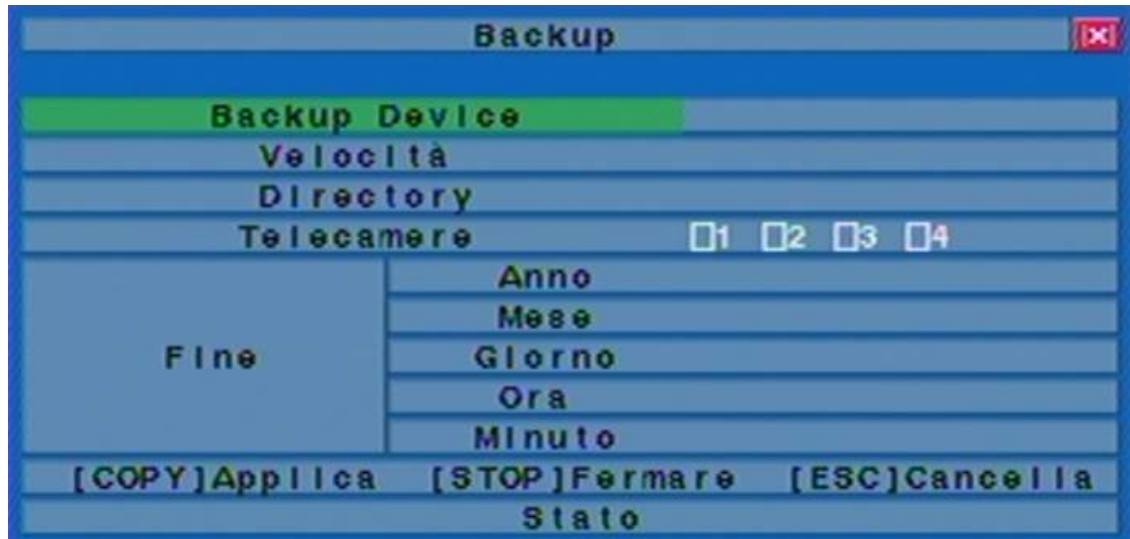 Backup [x]
Backup Device
Velocità
Directory
Telecamere □1 □2 □3 □4
Anno
Mese
Fine Giorno
Ora
Minuto
[COPY]Applica [STOP]Fermare [ESC]Cancella
Stato